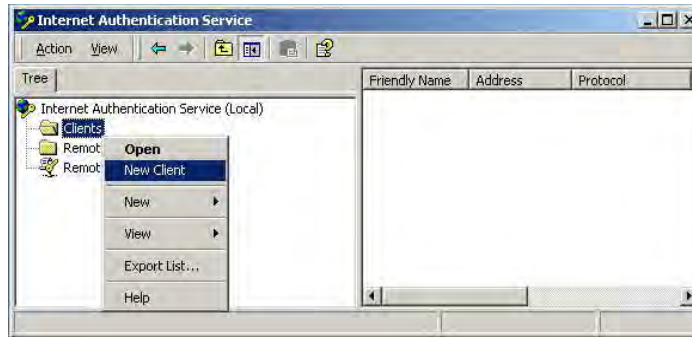 Internet Authentication Service
Action View
Tree
Friendly Name Address Protocol
Internet Authentication Service (Local)
Clients
Remot
Remot
Open
New Client
New
View
Export List...
Help